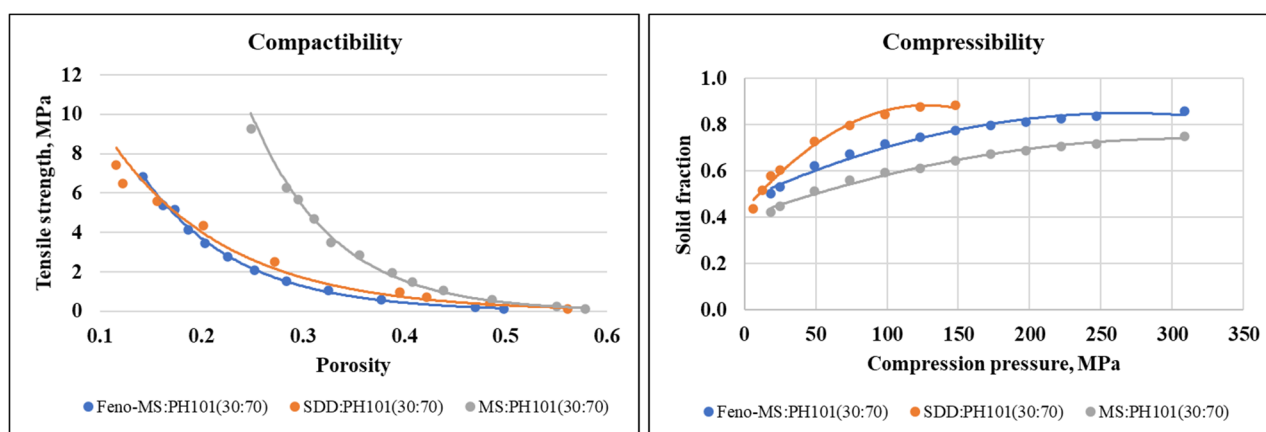 Compactibility
12
10
8
6
4
2
0
Tensile strength, MPa
0.1 0.2 0.3 0.4 0.5 0.6
Porosity
Feno-MS:PH101(30:70) SDD:PH101(30:70) MS:PH101(30:70)
Compressibility
1.0
0.8
0.6
0.4
0.2
0.0
Solid fraction
0 50 100 150 200 250 300 350
Compression pressure, MPa
Feno-MS:PH101(30:70) SDD:PH101(30:70) MS:PH101(30:70)